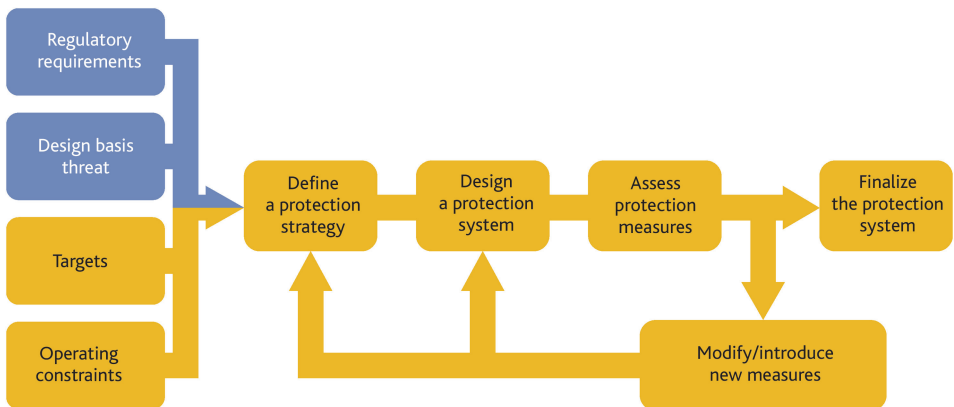 Regulatory
requirements
Design basis
threat
Targets
Operating
constraints
Define
a protection
strategy
Design
a protection
system
Assess
protection
measures
Finalize
the protection
system
Modify/introduce
new measures